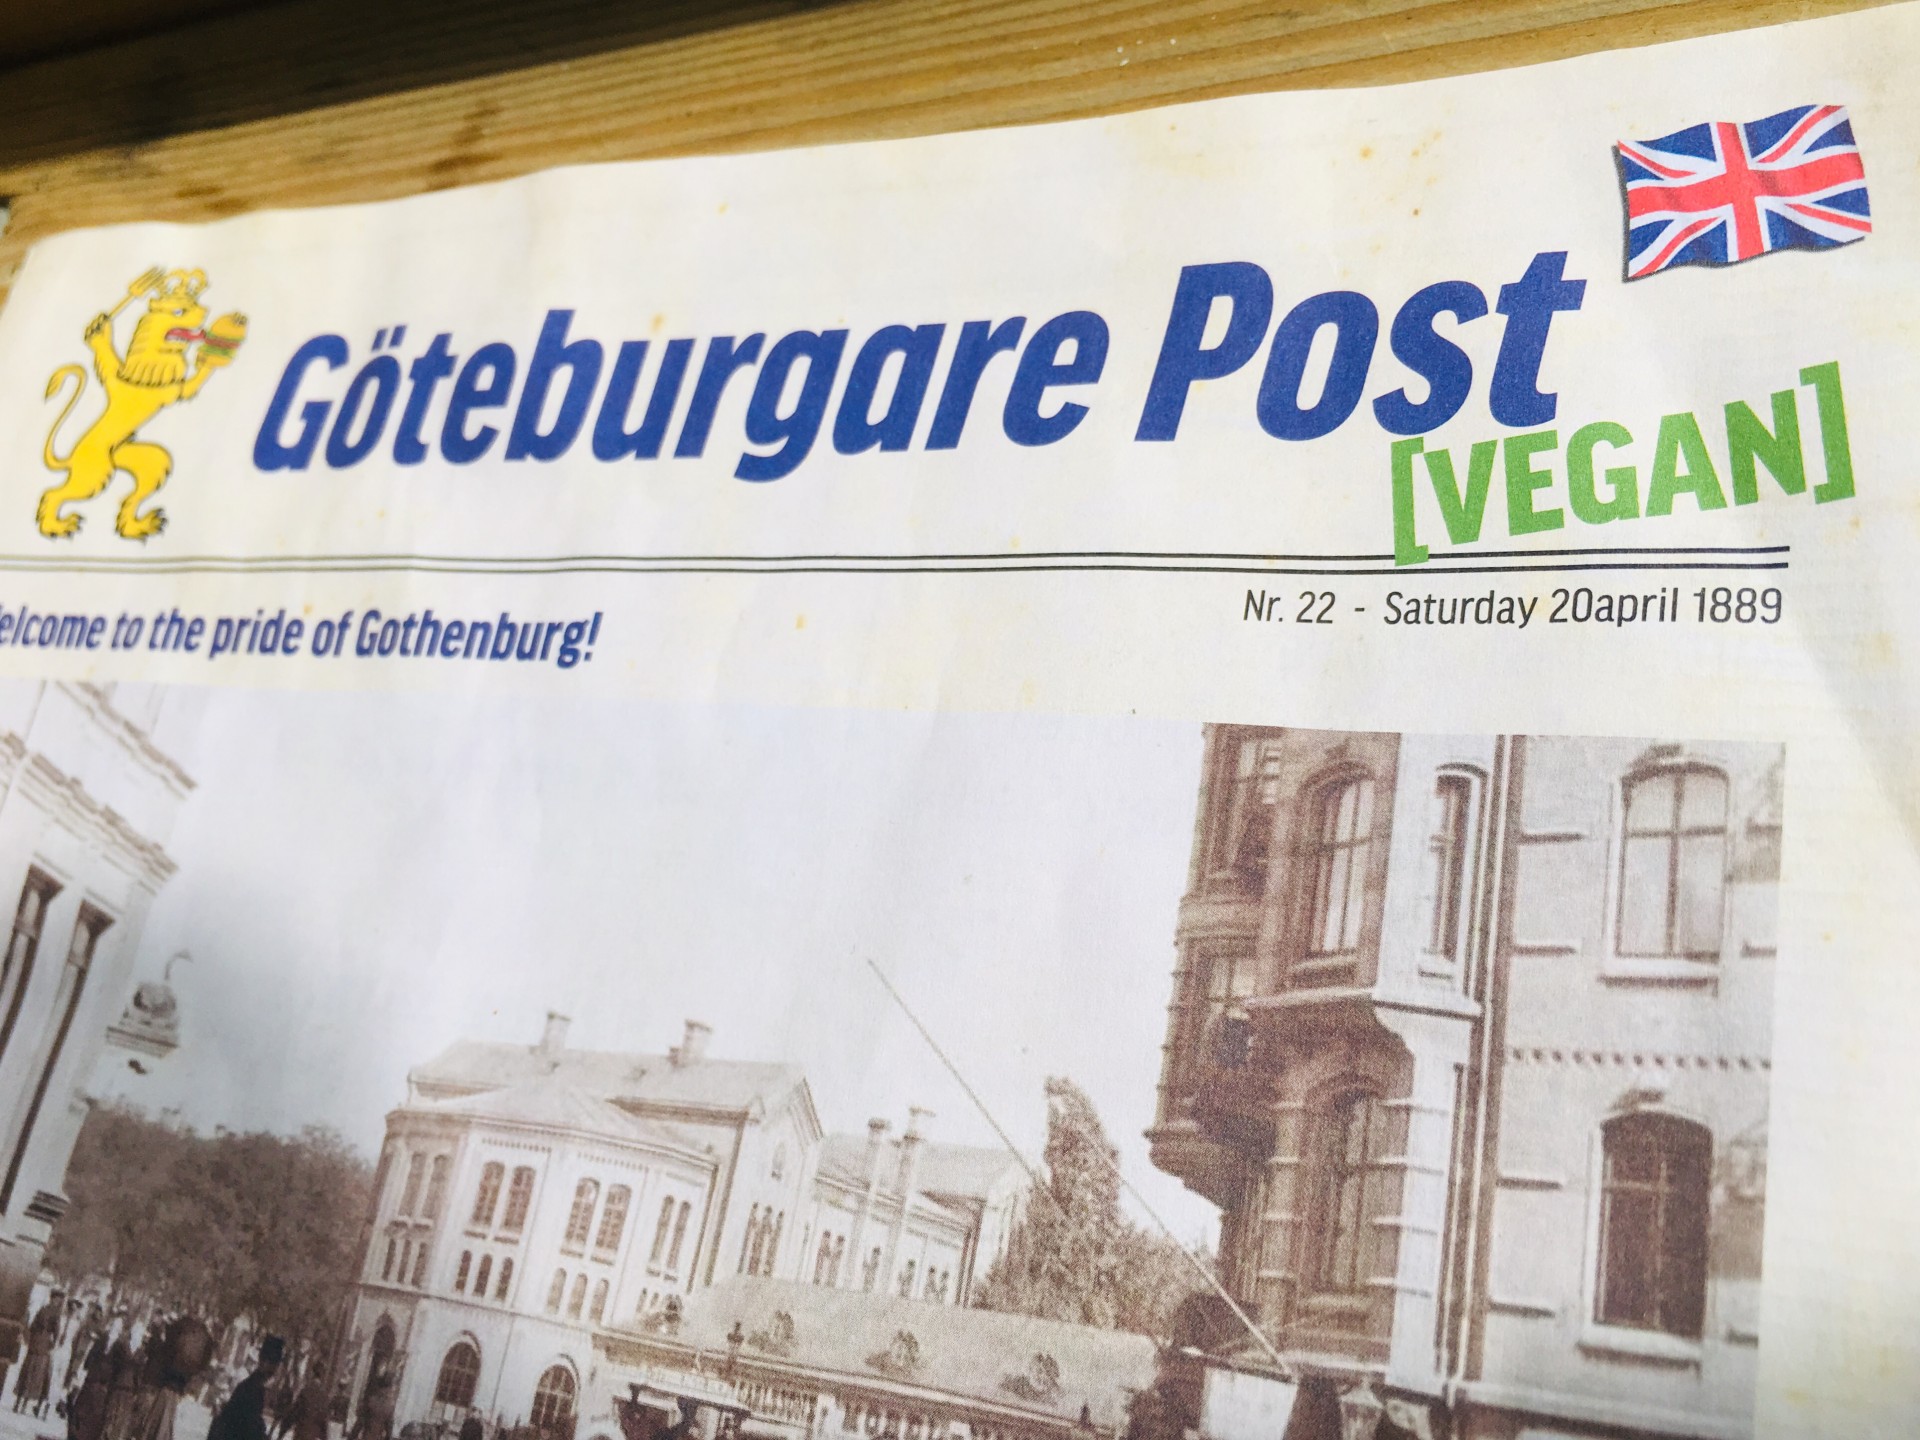 Göteburgare Post
[VEGAN]
Nr. 22 - Saturday 20april 1889
elcome to the pride of Gothenburg!